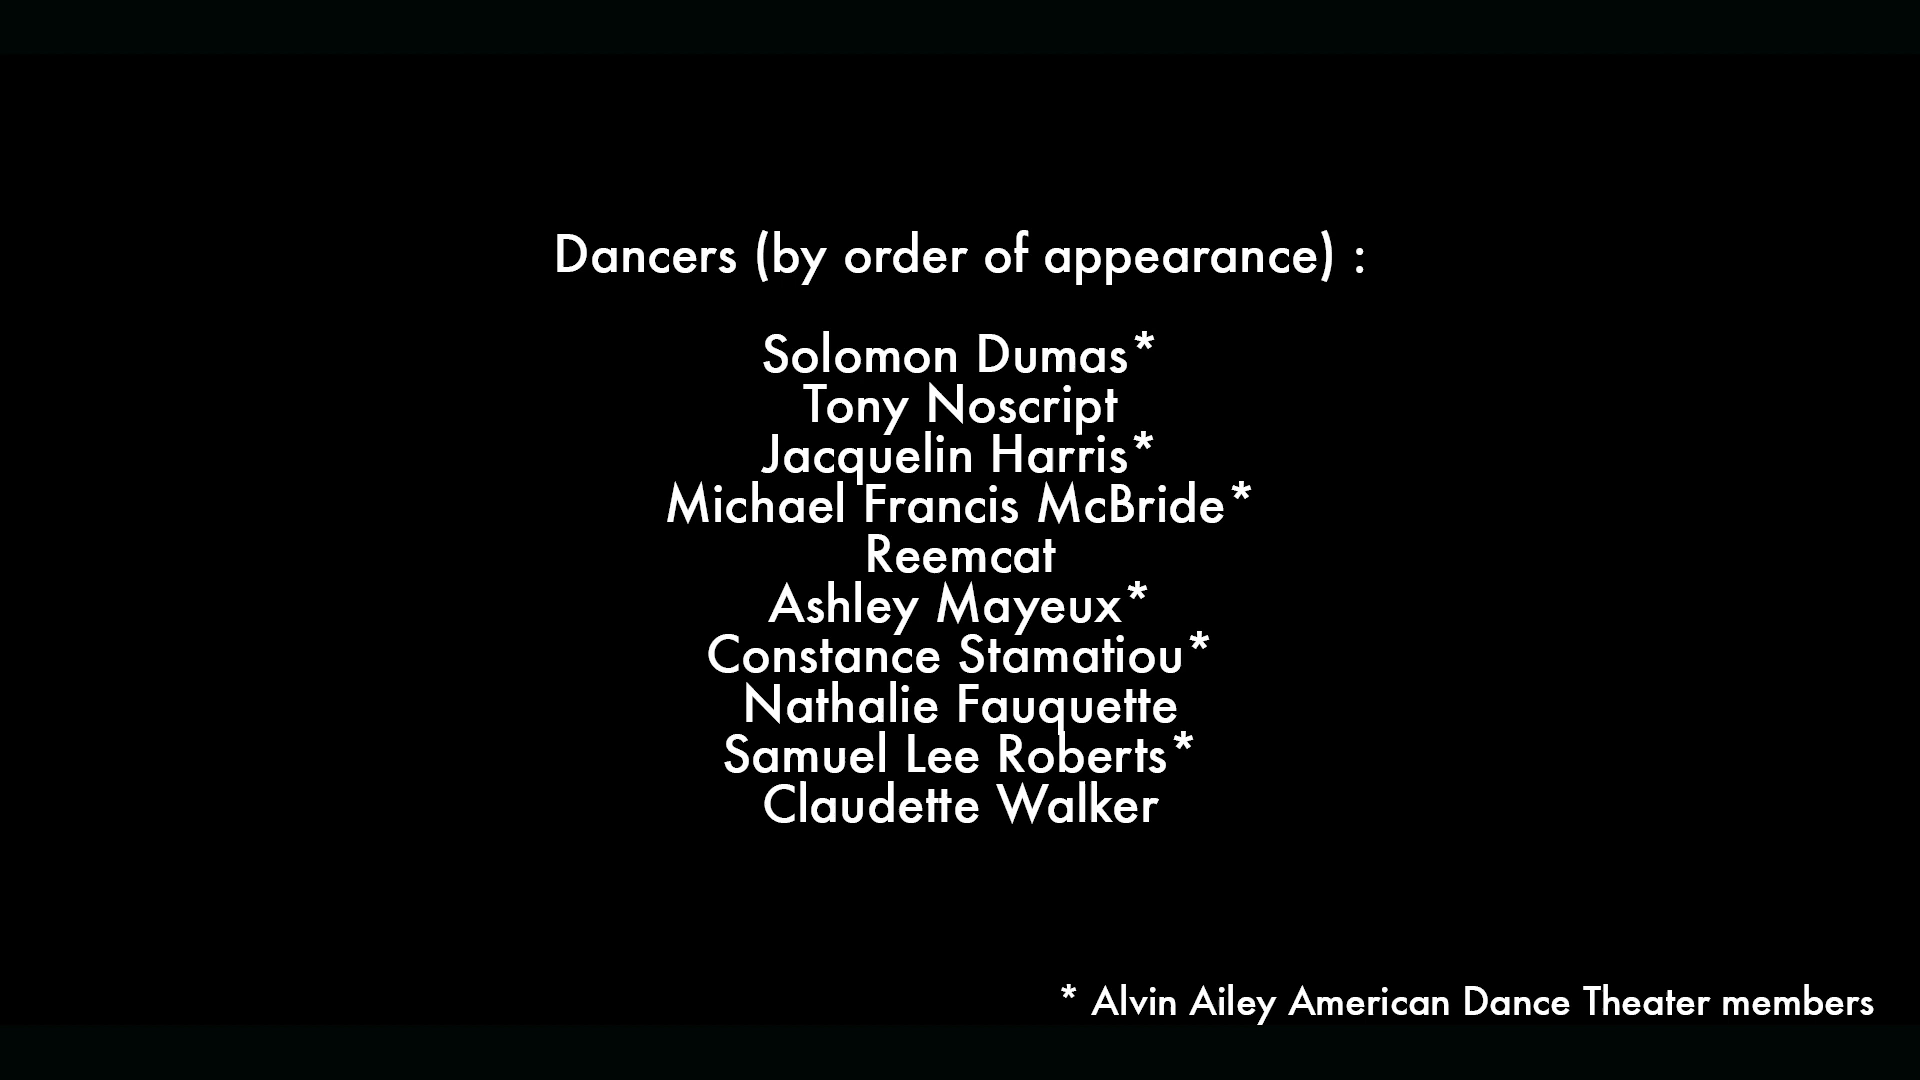 Dancers (by order of appearance) :
Solomon Dumas*
Tony Noscript
Jacquelin Harris*
Michael Francis McBride*
Reemcat
Ashley Mayeux*
Constance Stamatiou*
Nathalie Fauquette
Samuel Lee Roberts*
Claudette Walker
* Alvin Ailey American Dance Theater members